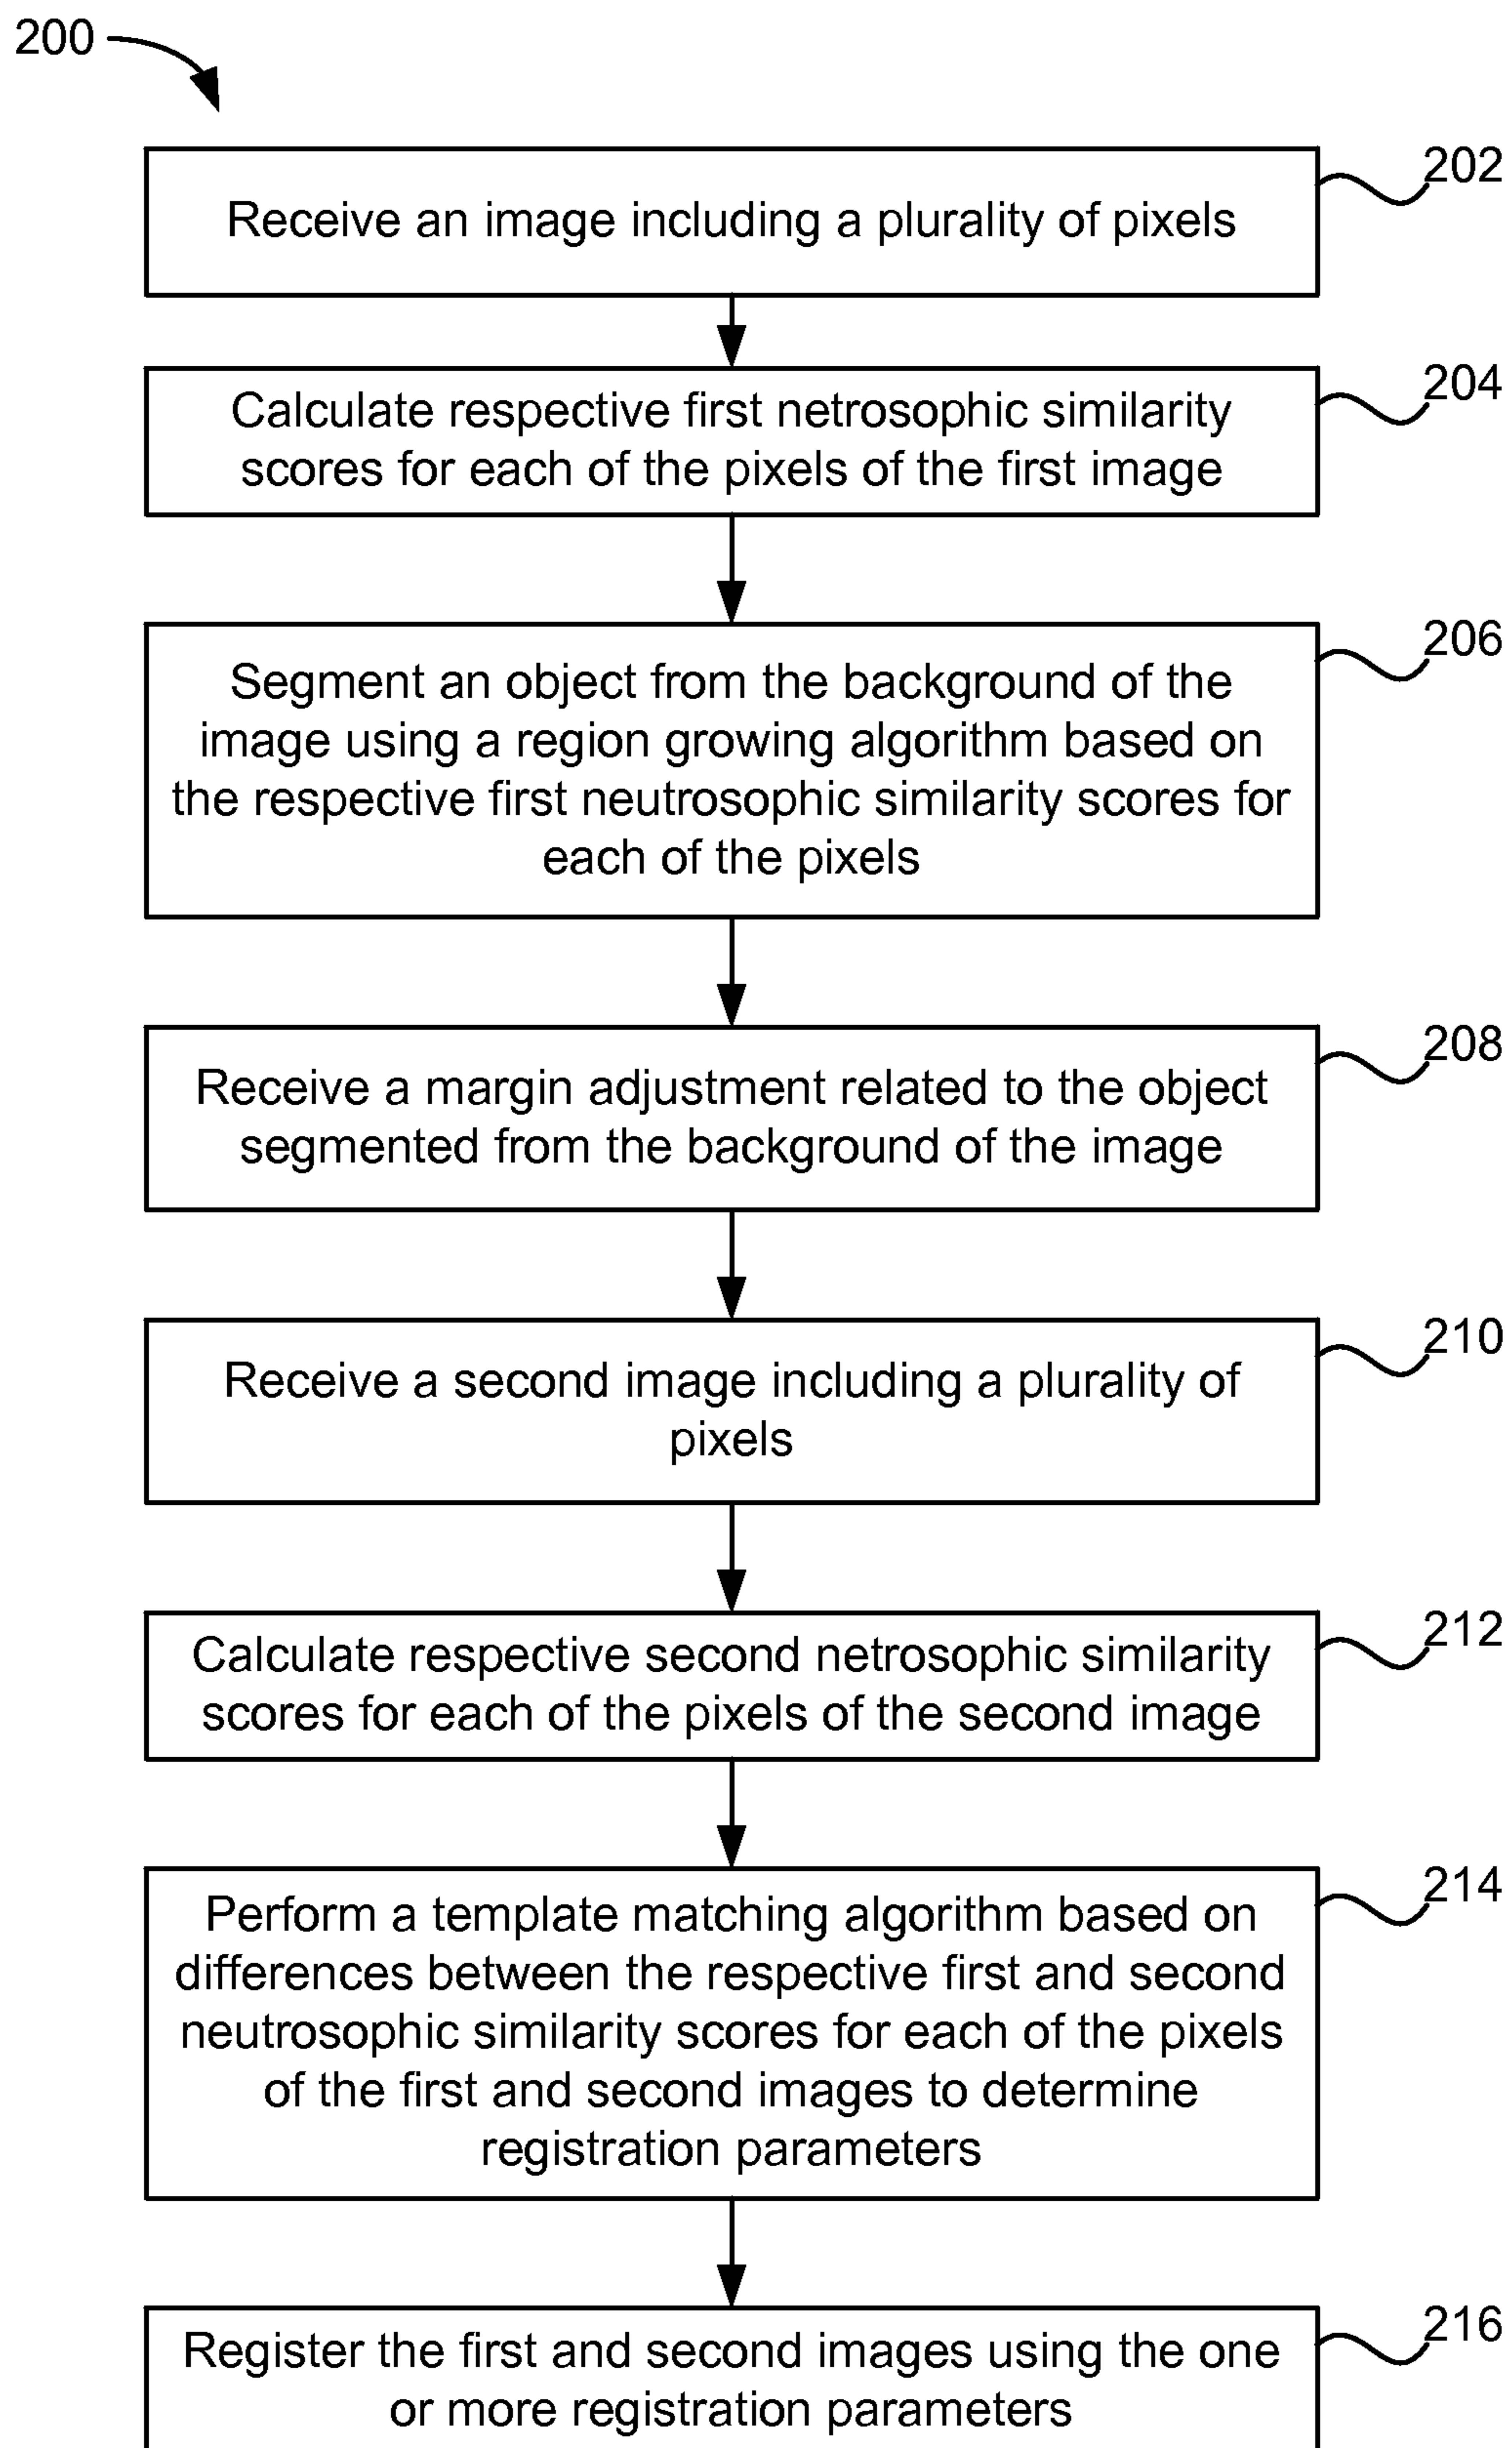 200
202
Receive an image including a plurality of pixels
204
Calculate respective first netrosophic similarity
scores for each of the pixels of the first image
206
Segment an object from the background of the
image using a region growing algorithm based on
the respective first neutrosophic similarity scores for
each of the pixels
208
Receive a margin adjustment related to the object
segmented from the background of the image
210
Receive a second image including a plurality of
pixels
212
Calculate respective second netrosophic similarity
scores for each of the pixels of the second image
214
Perform a template matching algorithm based on
differences between the respective first and second
neutrosophic similarity scores for each of the pixels
of the first and second images to determine
registration parameters
216
Register the first and second images using the one
or more registration parameters